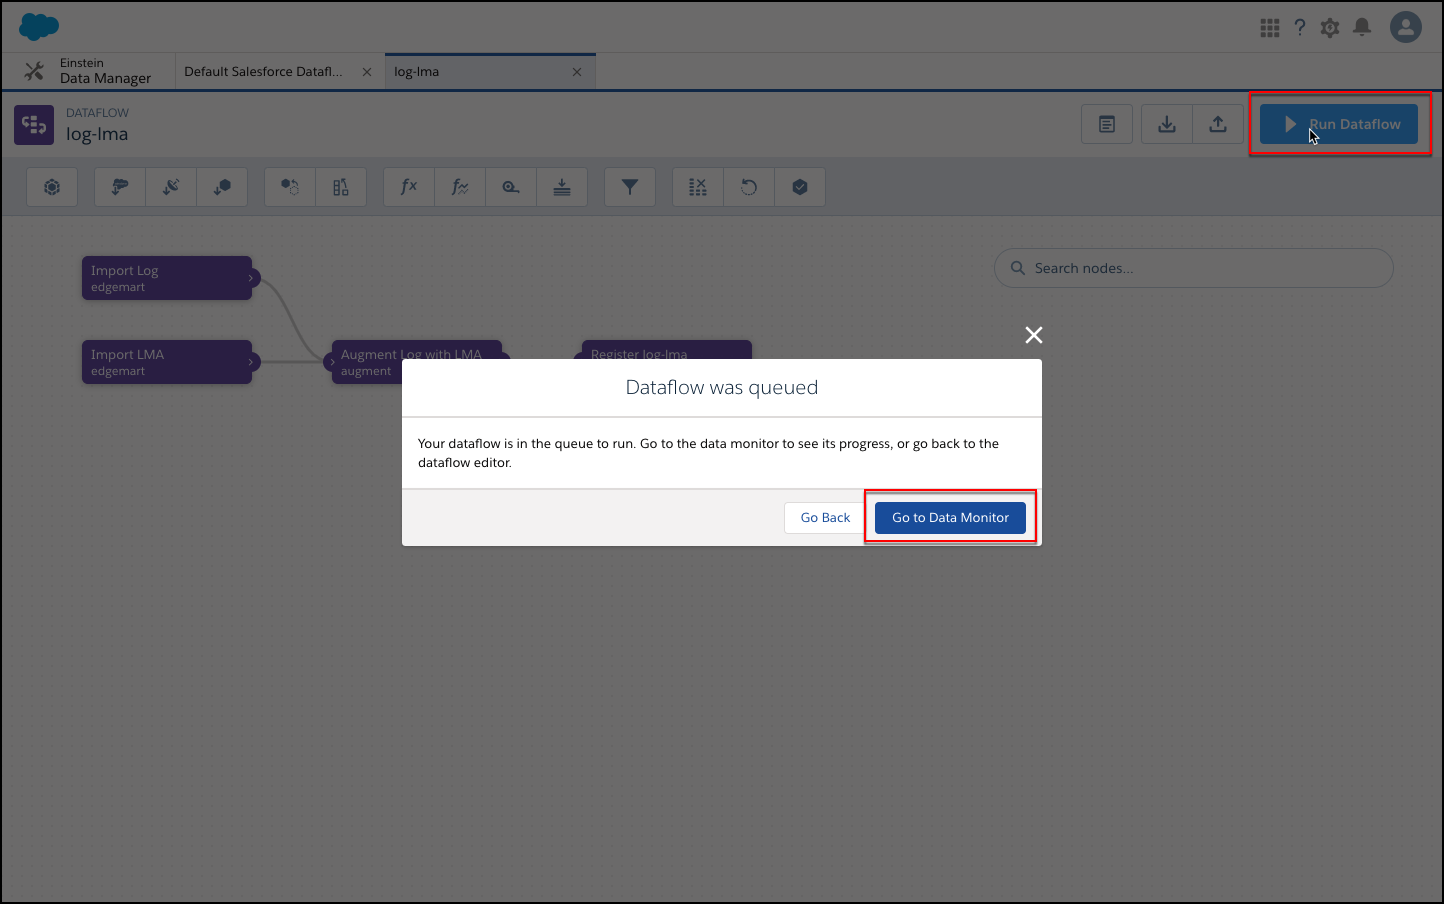 ?
Einstein
Data Manager
Default Salesforce Datafl...
log-lma
DATAFLOW
log-lma
Run Dataflow
fx
f
Import Log
edgemart
Search nodes...
Import LMA
edgemart
Augment Log with LMA
augment
Register log-lma
Dataflow was queued
Your dataflow is in the queue to run. Go to the data monitor to see its progress, or go back to the
dataflow editor.
Go Back
Go to Data Monitor